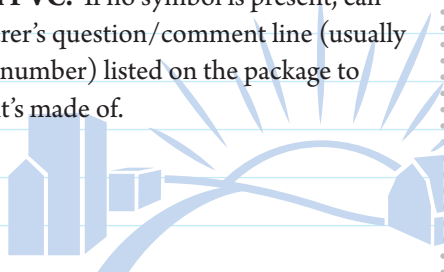 PVC. If no symbol is present, call
rer’s question/comment line (usually
number) listed on the package to
t’s made of.